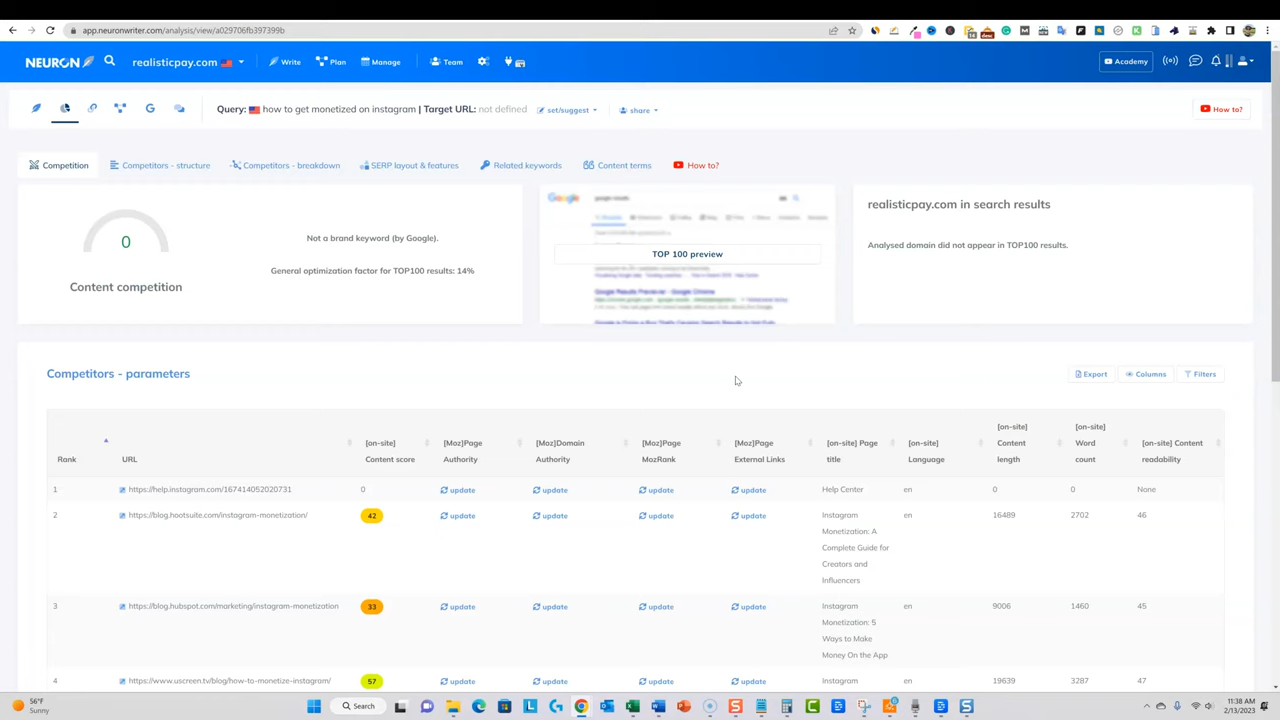 app.neuronwriter.com/analysis/view/a029706fb397399b
NEURON
realisticpay.com
Write
Plan
Manage
Team
Academy
Query: how to get monetized on instagram | Target URL: not defined
set/suggest
share
How to?
Competition
Competitors - structure
Competitors - breakdown
SERP layout & features
Related keywords
Content terms
How to?
0
Content competition
Not a brand keyword (by Google).
General optimization factor for TOP100 results: 14%
Google
TOP 100 preview
realisticpay.com in search results
Analysed domain did not appear in TOP100 results.
Competitors - parameters
Export
Columns
Filters
Rank
URL
[on-site] Content score
[Moz]Page Authority
[Moz]Domain Authority
[Moz]Page MozRank
[Moz]Page External Links
[on-site] Page title
[on-site] Language
[on-site] Content length
[on-site] Word count
[on-site] Content readability
1 https://help.instagram.com/167414052020731 0 update update update update Help Center en 0 0 None
2 https://blog.hootsuite.com/instagram-monetization/ 42 update update update update Instagram en 16489 2702 46
Monetization: A
Complete Guide for
Creators and
Influencers
3 https://blog.hubspot.com/marketing/instagram-monetization 33 update update update update Instagram en 9006 1460 45
Monetization: 5
Ways to Make
Money On the App
4 https://www.uscreen.tv/blog/how-to-monetize-instagram/ 57 update update update update Instagram en 19639 3287 47
56°F
Sunny
Search
11:38 AM
2/13/2023